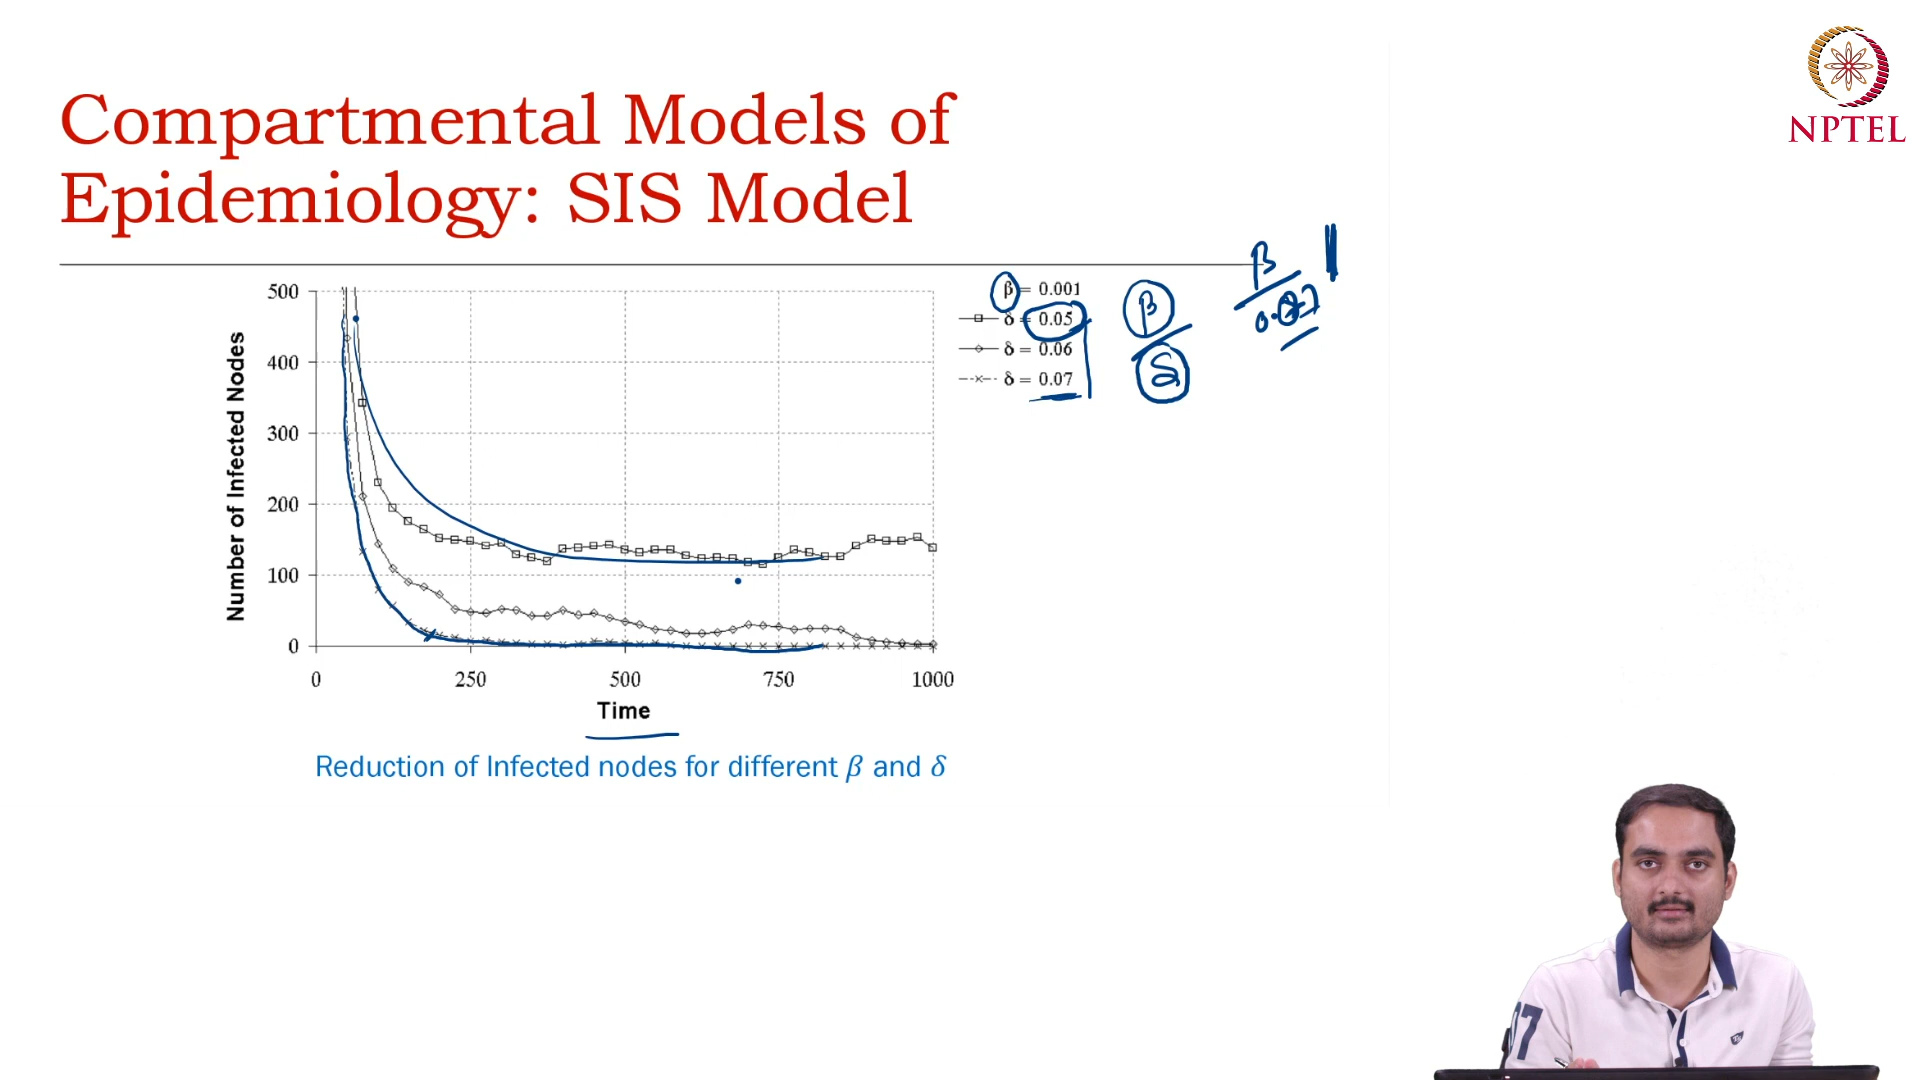 NPTEL
Compartmental Models of
Epidemiology: SIS Model
β = 0.001
δ = 0.05
δ = 0.06
δ = 0.07
β
δ
β
500
400
300
200
100
0
Number of Infected Nodes
0 250 500 750 1000
Time
Reduction of Infected nodes for different β and δ
07